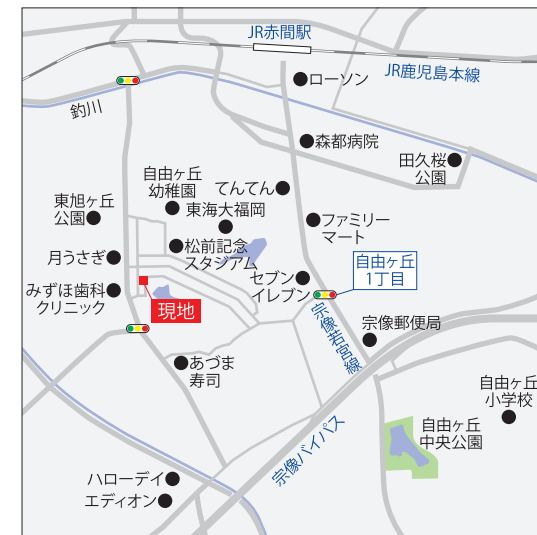 JR赤間駅
JR鹿児島本線
ローソン
釣川
森都病院
田久桜
公園
自由ヶ丘
幼稚園
てんてん
東海大福岡
東旭ヶ丘
公園
ファミリー
マート
松前記念
スタジアム
月うさぎ
自由ヶ丘
1丁目
セブン
イレブン
みずほ歯科
クリニック
現地
宗像若宮線
宗像郵便局
あづま
寿司
自由ヶ丘
小学校
自由ヶ丘
中央公園
宗像バイパス
ハローデイ
エディオン